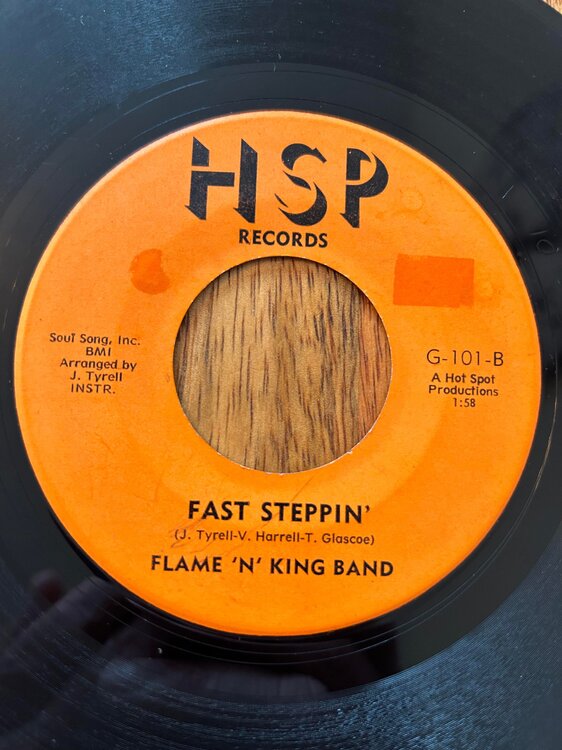 HSP
RECORDS
Soul Song, Inc.
BMI
Arranged by
J. Tyrell
INSTR.
G-101-B
A Hot Spot
Productions
1:58
FAST STEPPIN'
(J. Tyrell-V. Harrell-T. Glascoe)
FLAME 'N' KING BAND